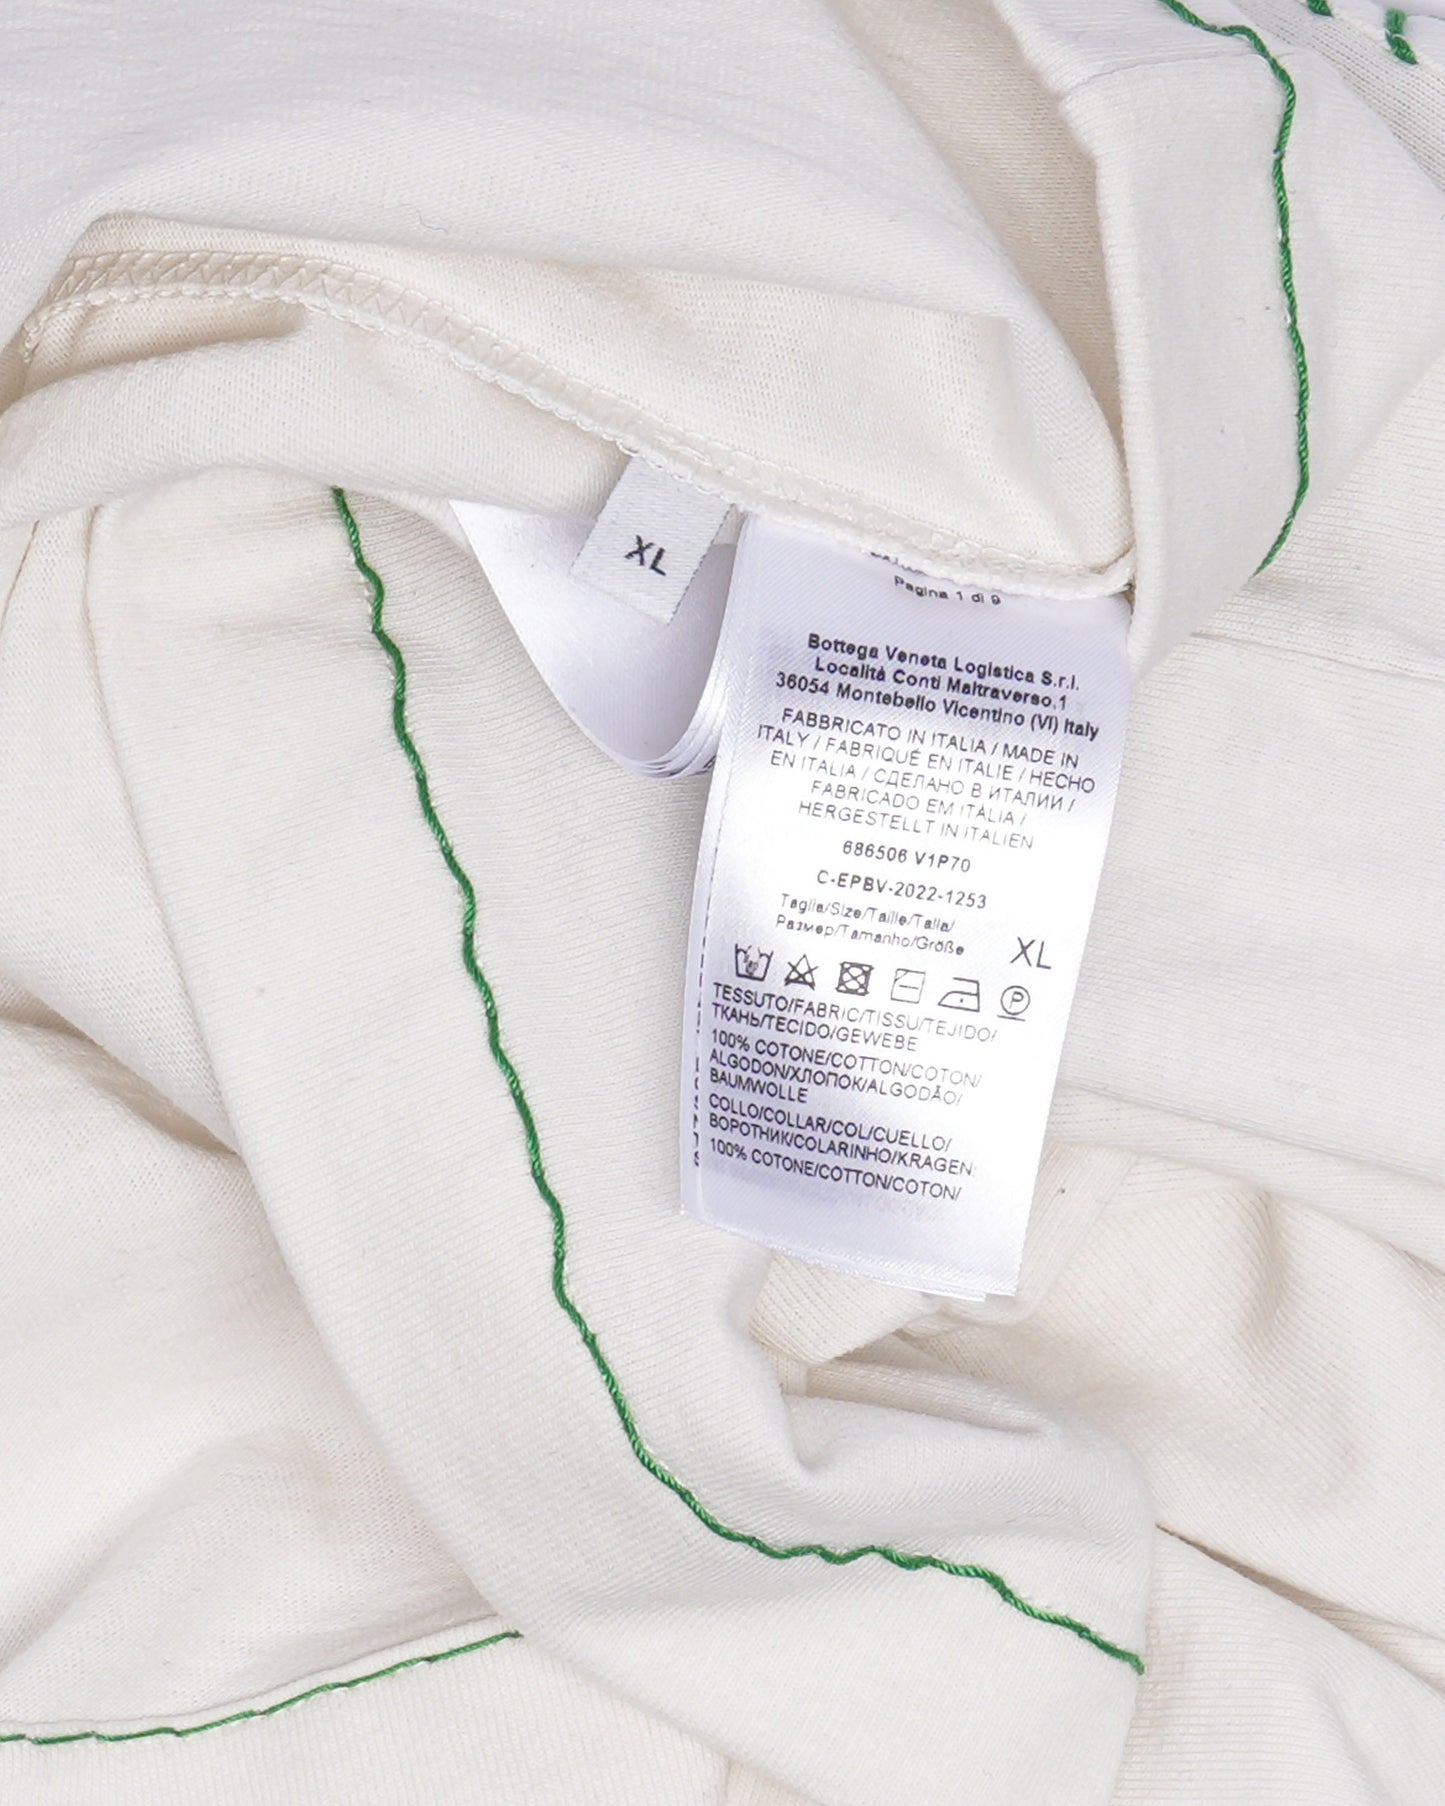 XL
Pagina 1 di 9
Bottega Veneta Logistica S.r.l.
Località Conti Maltraverso,1
36054 Montebello Vicentino (VI) Italy
FABBRICATO IN ITALIA / MADE IN
ITALY / FABRIQUÉ EN ITALIE / HECHO
EN ITALIA / СДЕЛАНО В ИТАЛИИ /
FABRICADO EM ITÁLIA /
HERGESTELLT IN ITALIEN
686506 V1P70
C-EPBV-2022-1253
Taglia/Size/Taille/Talla/
Размер/Tamanho/Größe
XL
P
TESSUTO/FABRIC/TISSU/TEJIDO/
ТКАНЬ/TECIDO/GEWEBE
100% COTONE/COTTON/COTON/
ALGODON/ХЛОПОК/ALGODÃO/
BAUMWOLLE
COLLO/COLLAR/COL/CUELLO/
ВОРОТНИК/COLARINHO/KRAGEN:
100% COTONE/COTTON/COTON/